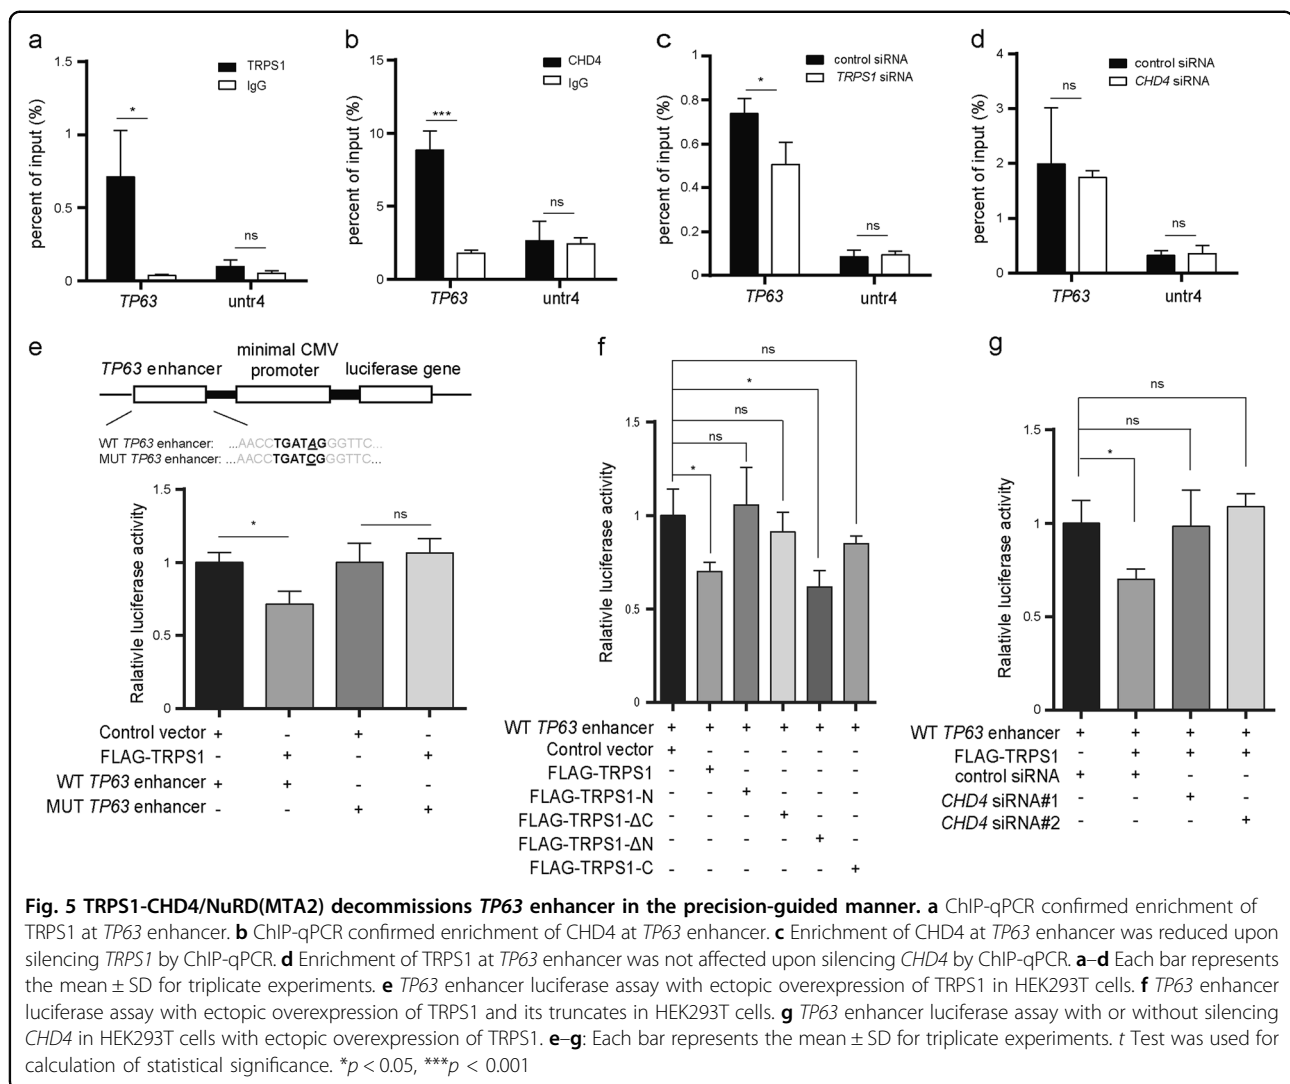 a
1.5
1
0.5
0
percent of input (%)
TRPS1
IgG
*
ns
TP63
untr4
b
15
10
5
0
percent of input (%)
CHD4
IgG
***
ns
TP63
untr4
c
1
0.8
0.6
0.4
0.2
0
percent of input (%)
control siRNA
TRPS1 siRNA
*
ns
TP63
untr4
d
4
3
2
1
0
percent of input (%)
control siRNA
CHD4 siRNA
ns
ns
TP63
untr4
e
TP63 enhancer
minimal CMV
promoter
luciferase gene
WT TP63 enhancer: ...AACCTGATAGGGTTC...
MUT TP63 enhancer: ...AACCTGATCGGGTTC...
1.5
1
0.5
0
Ralativle luciferase activity
*
ns
Control vector + - + -
FLAG-TRPS1 - + - +
WT TP63 enhancer + + - -
MUT TP63 enhancer - - + +
f
1.5
1
0.5
0
Ralativle luciferase activity
ns
*
ns
ns
*
WT TP63 enhancer + + + + + +
Control vector + - - - - -
FLAG-TRPS1 - + - - - -
FLAG-TRPS1-N - - + - - -
FLAG-TRPS1-ΔC - - - + - -
FLAG-TRPS1-ΔN - - - - + -
FLAG-TRPS1-C - - - - - +
g
1.5
1.0
0.5
0
Ralativle luciferase activity
ns
ns
*
WT TP63 enhancer + + + +
FLAG-TRPS1 - + + +
control siRNA + + - -
CHD4 siRNA#1 - - + -
CHD4 siRNA#2 - - - +
Fig. 5 TRPS1-CHD4/NuRD(MTA2) decommissions TP63 enhancer in the precision-guided manner. a ChIP-qPCR confirmed enrichment of
TRPS1 at TP63 enhancer. b ChIP-qPCR confirmed enrichment of CHD4 at TP63 enhancer. c Enrichment of CHD4 at TP63 enhancer was reduced upon
silencing TRPS1 by ChIP-qPCR. d Enrichment of TRPS1 at TP63 enhancer was not affected upon silencing CHD4 by ChIP-qPCR. a–d Each bar represents
the mean ± SD for triplicate experiments. e TP63 enhancer luciferase assay with ectopic overexpression of TRPS1 in HEK293T cells. f TP63 enhancer
luciferase assay with ectopic overexpression of TRPS1 and its truncates in HEK293T cells. g TP63 enhancer luciferase assay with or without silencing
CHD4 in HEK293T cells with ectopic overexpression of TRPS1. e–g: Each bar represents the mean ± SD for triplicate experiments. t Test was used for
calculation of statistical significance. *p < 0.05, ***p < 0.001